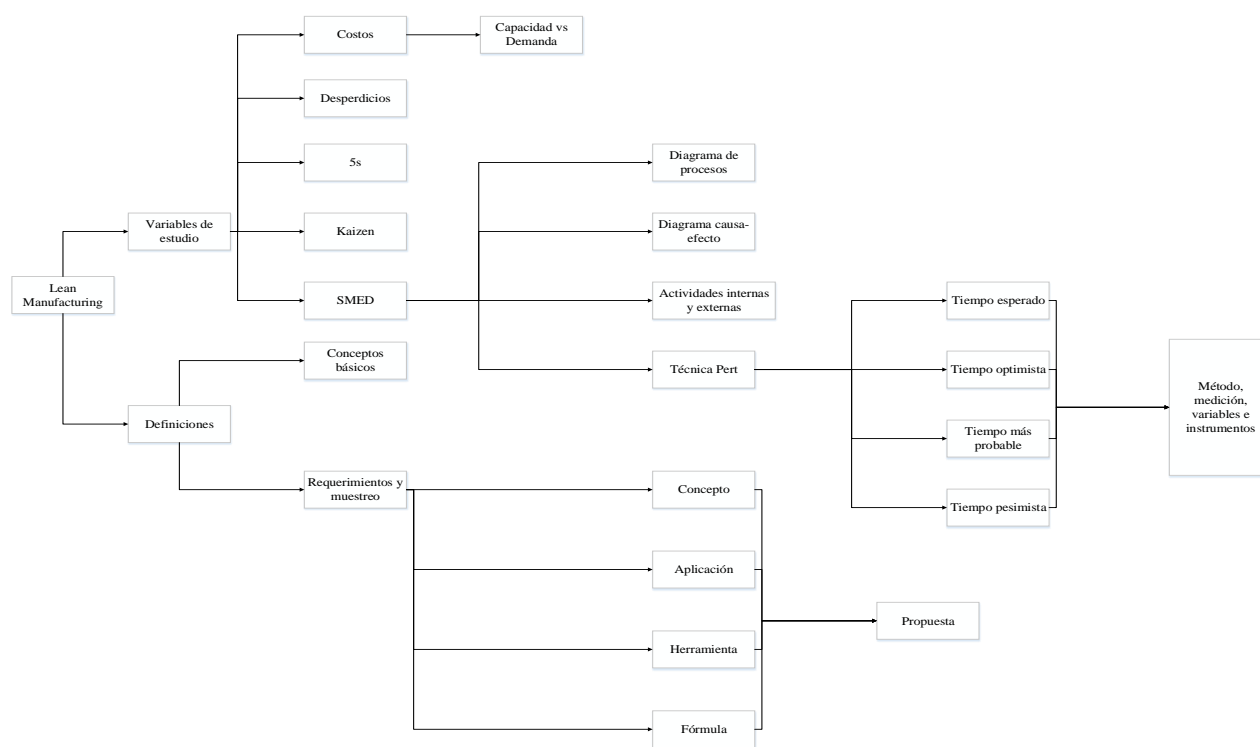 Costos
Capacidad vs
Demanda
Desperdicios
5s
Diagrama de
procesos
Variables de
estudio
Kaizen
Diagrama causa-
efecto
Lean
Manufacturing
SMED
Actividades internas
y externas
Tiempo esperado
Conceptos
básicos
Técnica Pert
Tiempo optimista
Método,
medición,
variables e
instrumentos
Definiciones
Tiempo más
probable
Requerimientos y
muestreo
Concepto
Tiempo pesimista
Aplicación
Propuesta
Herramienta
Fórmula